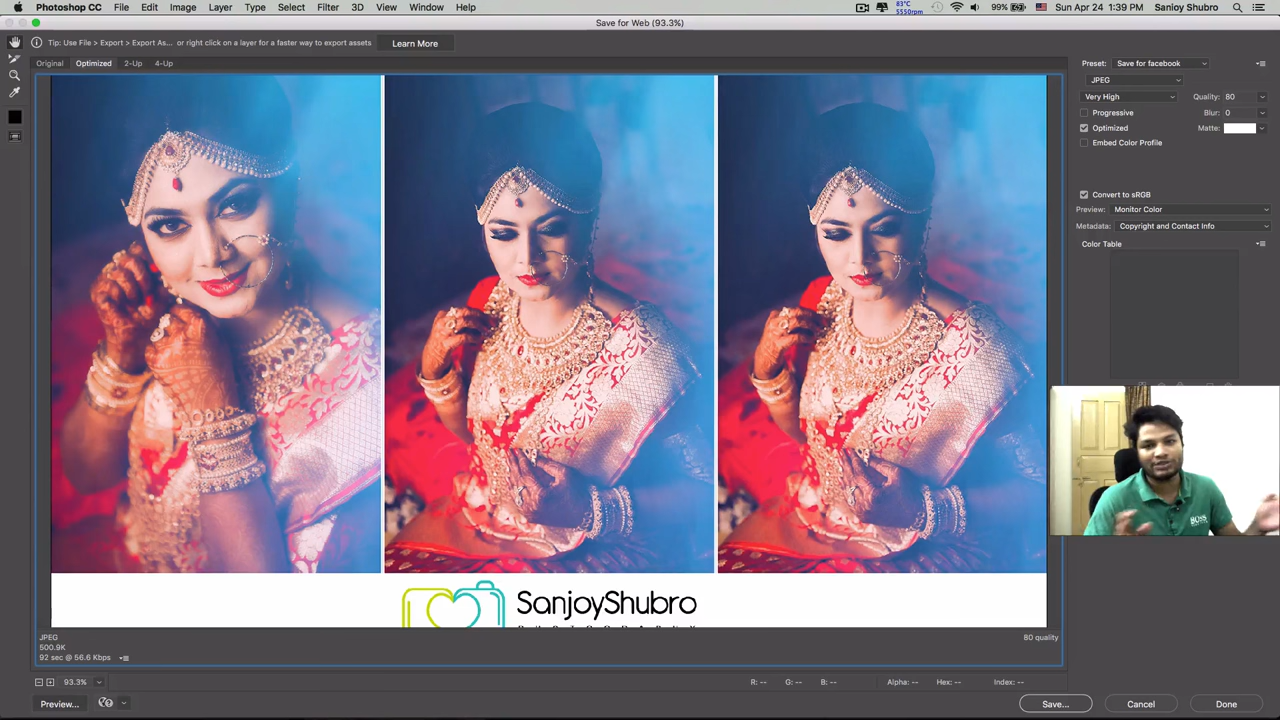 Photoshop CC File Edit Image Layer Type Select Filter 3D View Window Help 83°C 5550rpm 99% Sun Apr 24 1:39 PM Sanjoy Shubro
Save for Web (93.3%)
Tip: Use File > Export > Export As... or right click on a layer for a faster way to export assets Learn More
Original Optimized 2-Up 4-Up
Preset: Save for facebook
JPEG
Very High Quality: 80
Progressive Blur: 0
Optimized Matte:
Embed Color Profile
Convert to sRGB
Preview: Monitor Color
Metadata: Copyright and Contact Info
Color Table
BOSS
SanjoyShubro
JPEG 80 quality
500.9K
92 sec @ 56.6 Kbps
93.3% R: -- G: -- B: -- Alpha: -- Hex: -- Index: --
Preview... Save... Cancel Done